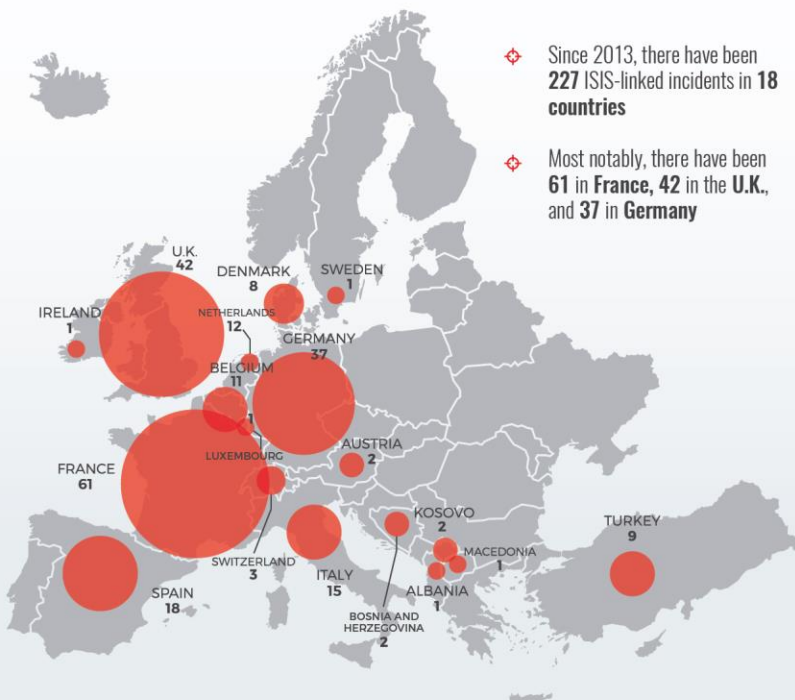 Since 2013, there have been
227 ISIS-linked incidents in 18
countries
Most notably, there have been
61 in France, 42 in the U.K.,
and 37 in Germany
U.K.
42
DENMARK
8
SWEDEN
1
IRELAND
1
NETHERLANDS
12
GERMANY
37
BELGIUM
11
1
LUXEMBOURG
AUSTRIA
2
FRANCE
61
KOSOVO
2
TURKEY
9
MACEDONIA
1
SWITZERLAND
3
ITALY
15
ALBANIA
1
SPAIN
18
BOSNIA AND
HERZEGOVINA
2